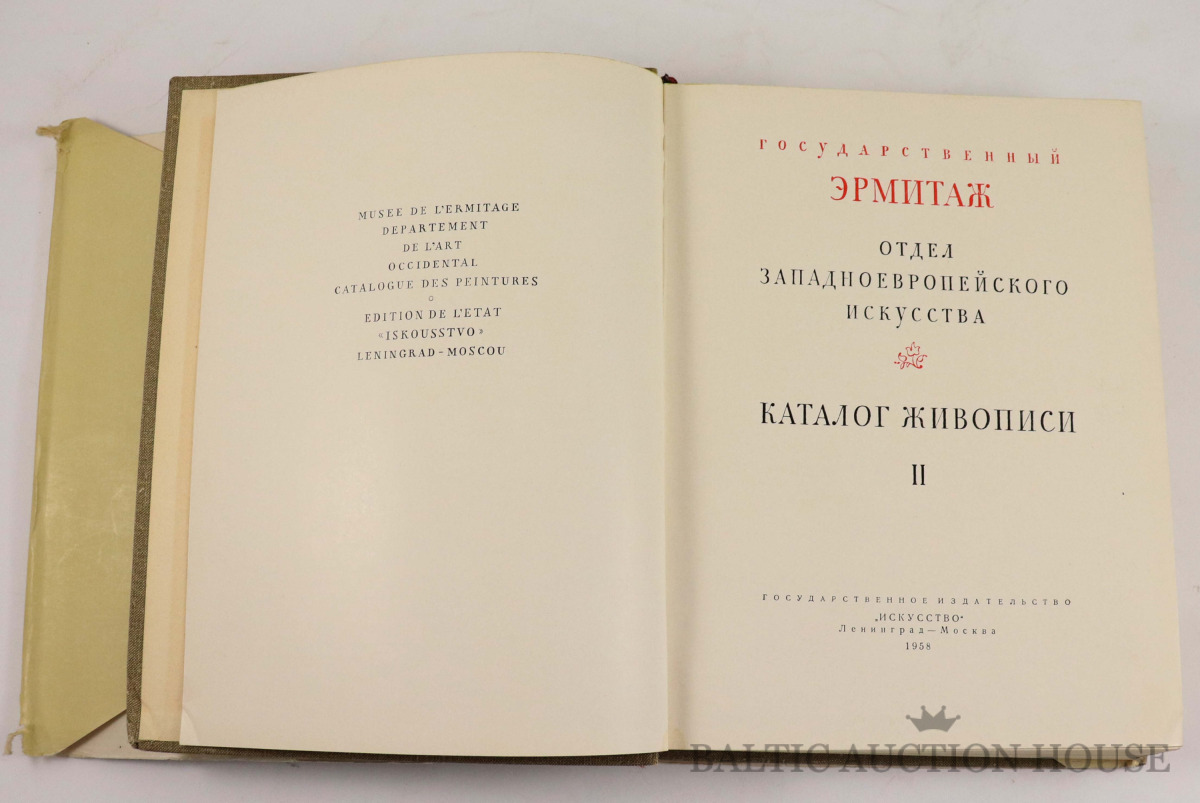 MUSEE DE L'ERMITAGE
DEPARTEMENT
DE L'ART
OCCIDENTAL
CATALOGUE DES PEINTURES
EDITION DE L'ETAT
«ISKOUSSTVO»
LENINGRAD – MOSCOU
ГОСУДАРСТВЕННЫЙ
ЭРМИТАЖ
ОТДЕЛ
ЗАПАДНОЕВРОПЕЙСКОГО
ИСКУССТВА
КАТАЛОГ ЖИВОПИСИ
II
ГОСУДАРСТВЕННОЕ ИЗДАТЕЛЬСТВО
„ИСКУССТВО“
Ленинград — Москва
1958
BALTIC AUCTION HOUSE